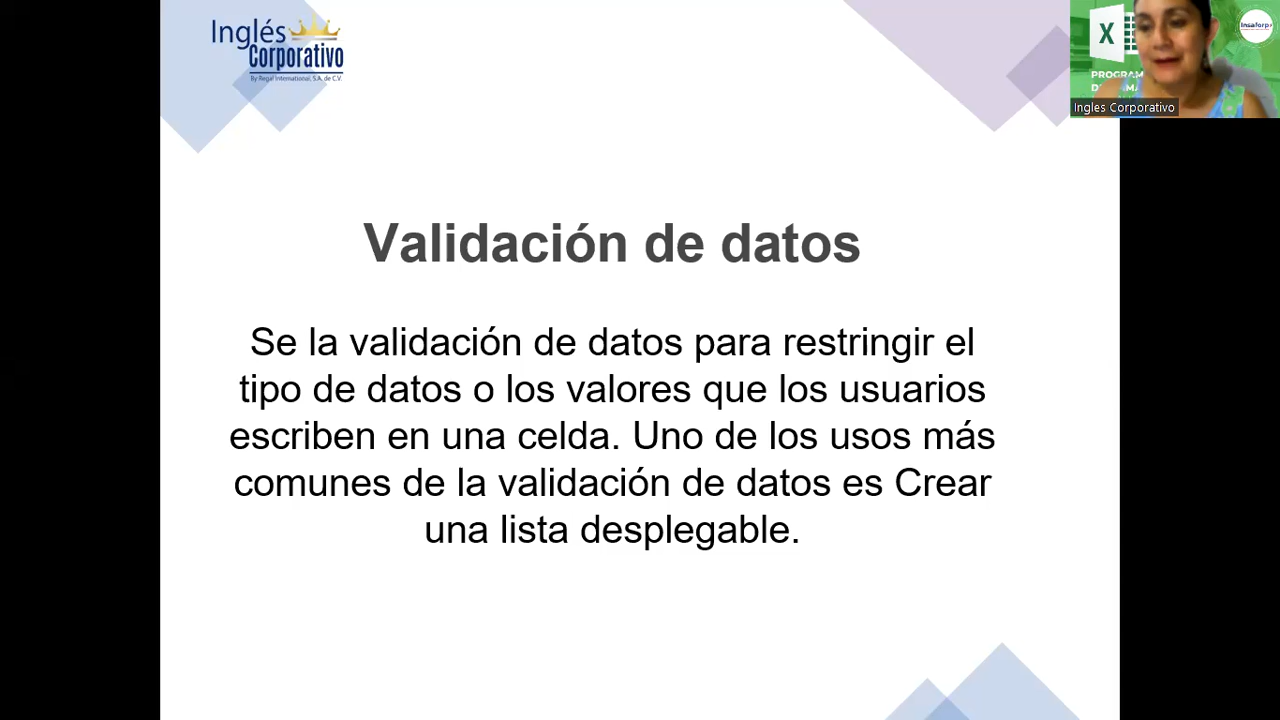 Inglés
Corporativo
By Regal International, S.A. de C.V.
X
PROGRAM
Insaforp
Ingles Corporativo
Validación de datos
Se la validación de datos para restringir el
tipo de datos o los valores que los usuarios
escriben en una celda. Uno de los usos más
comunes de la validación de datos es Crear
una lista desplegable.